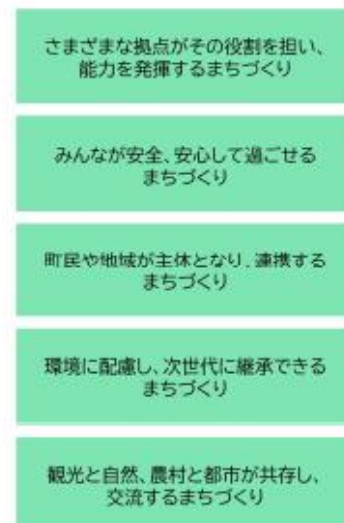 さまざまな拠点がその役割を担い、
能力を発揮するまちづくり
みんなが安全、安心して過ごせる
まちづくり
町民や地域が主体となり、連携する
まちづくり
環境に配慮し、次世代に継承できる
まちづくり
観光と自然、農村と都市が共存し、
交流するまちづくり